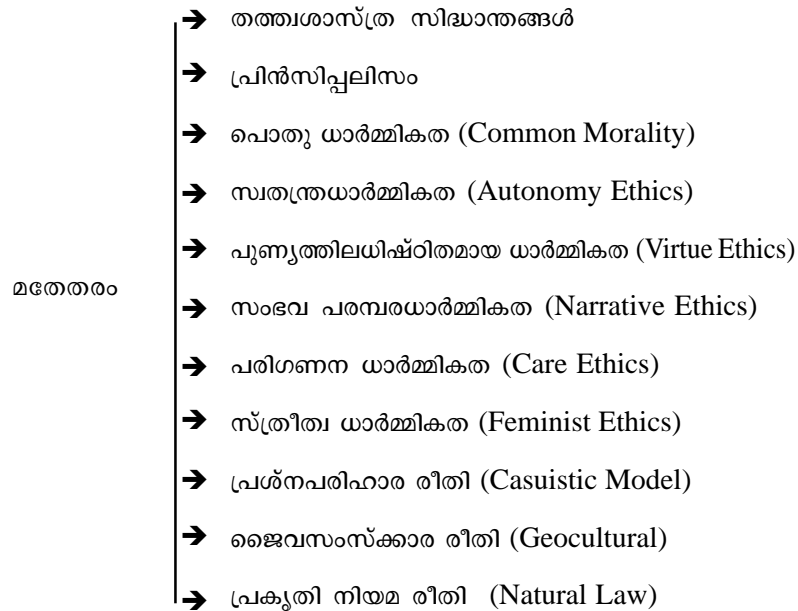 തത്ത്വശാസ്ത്ര സിദ്ധാന്തങ്ങൾ
പ്രിൻസിപ്പലിസം
പൊതു ധാർമ്മികത (Common Morality)
സ്വതന്ത്രധാർമ്മികത (Autonomy Ethics)
പുണ്യത്തിലധിഷ്ഠിതമായ ധാർമ്മികത (Virtue Ethics)
മതേതരം
സംഭവ പരമ്പരധാർമ്മികത (Narrative Ethics)
പരിഗണന ധാർമ്മികത (Care Ethics)
സ്ത്രീത്വ ധാർമ്മികത (Feminist Ethics)
പ്രശ്നപരിഹാര രീതി (Casuistic Model)
ജൈവസംസ്ക്കാര രീതി (Geocultural)
പ്രകൃതി നിയമ രീതി (Natural Law)